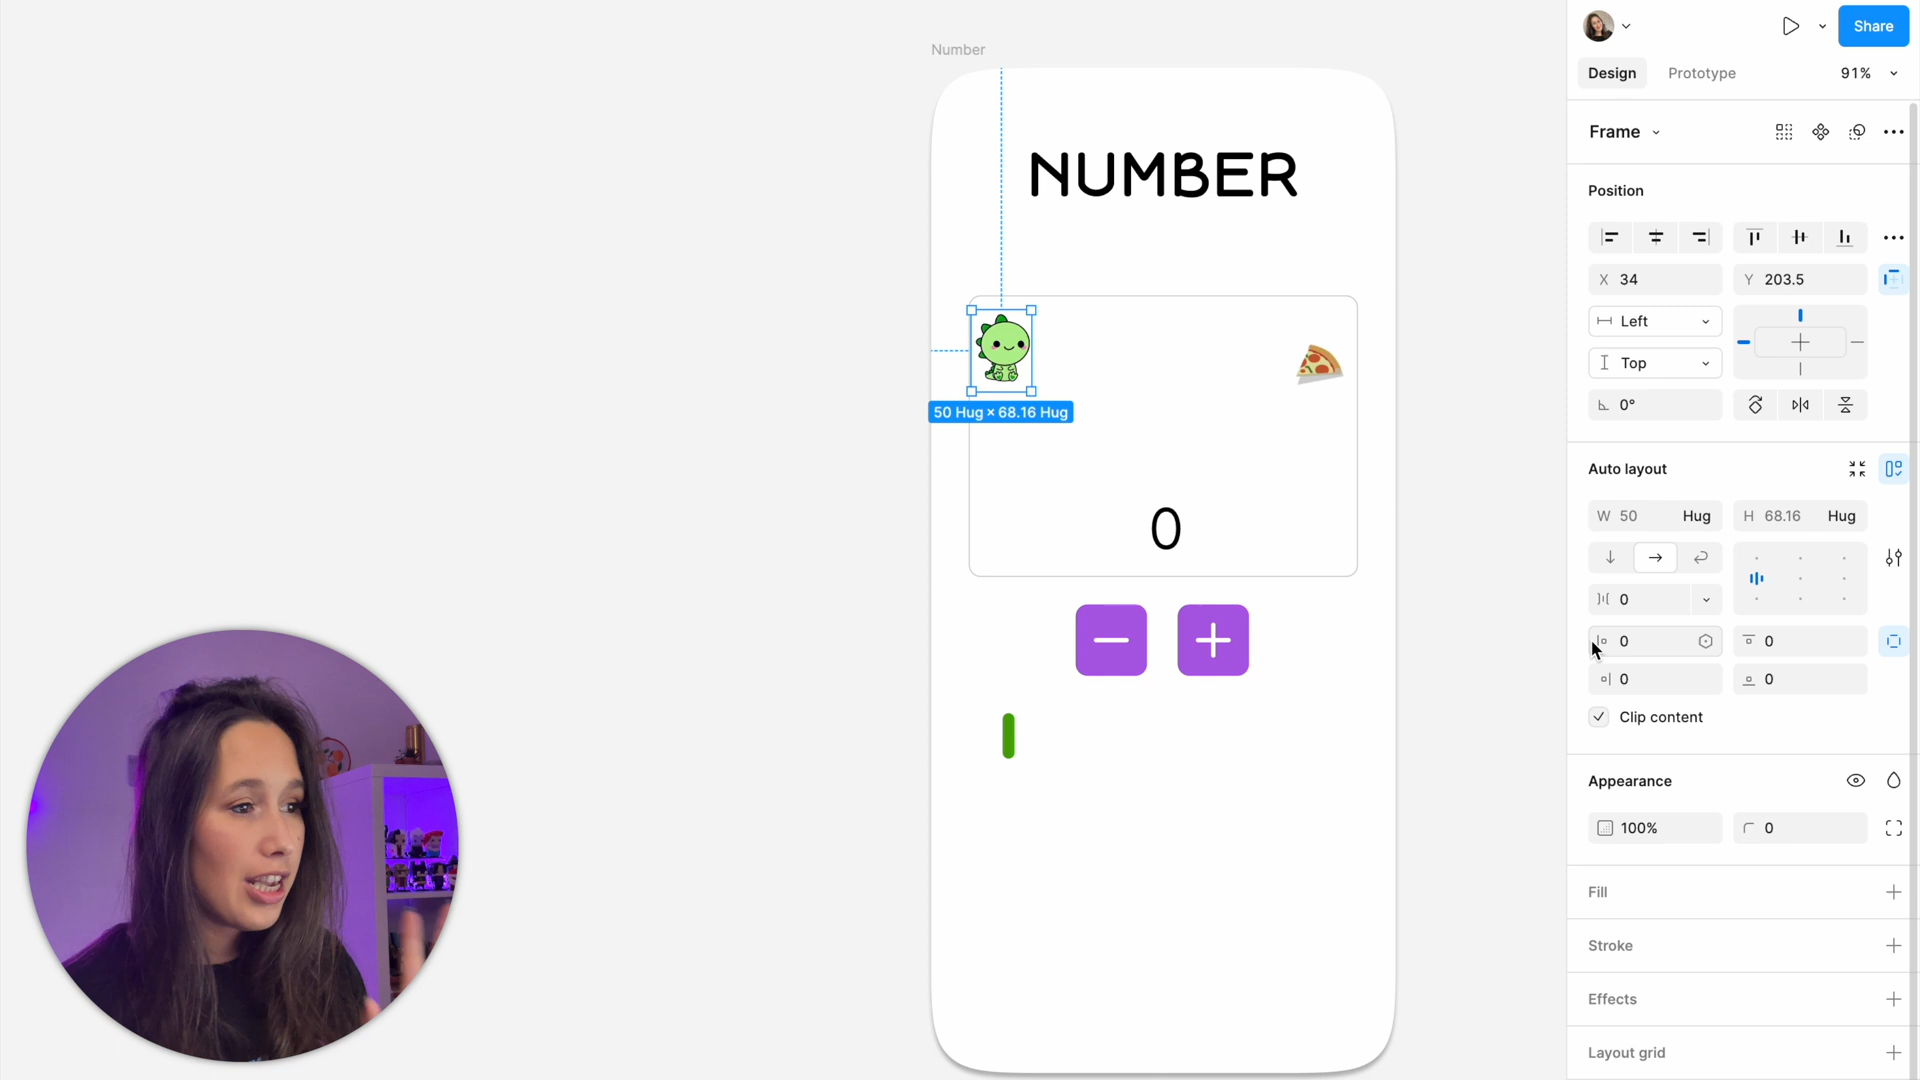 Share
Number
Design
Prototype
91%
Frame
NUMBER
Position
X 34
Y 203.5
Left
Top
0°
50 Hug × 68.16 Hug
Auto layout
W 50 Hug
H 68.16 Hug
0
0
0
0
0
0
Clip content
Appearance
100%
0
Fill
Stroke
Effects
Layout grid